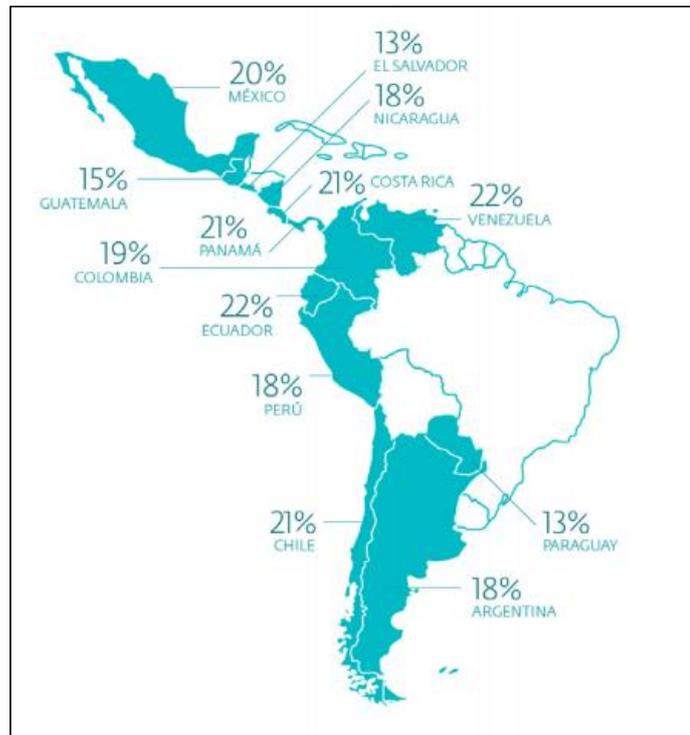 13%
EL SALVADOR
20%
MÉXICO
18%
NICARAGUA
15%
GUATEMALA
21% COSTA RICA
22%
VENEZUELA
21%
PANAMÁ
19%
COLOMBIA
22%
ECUADOR
18%
PERÚ
21%
CHILE
13%
PARAGUAY
18%
ARGENTINA